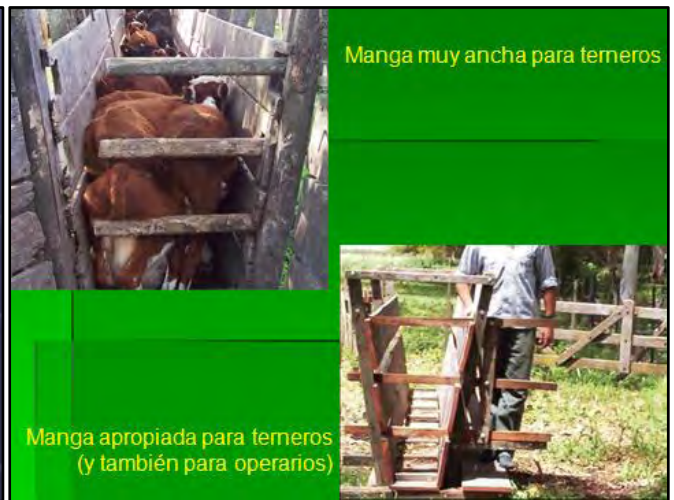 Manga muy ancha para terneros
Manga apropiada para terneros
(y también para operarios)